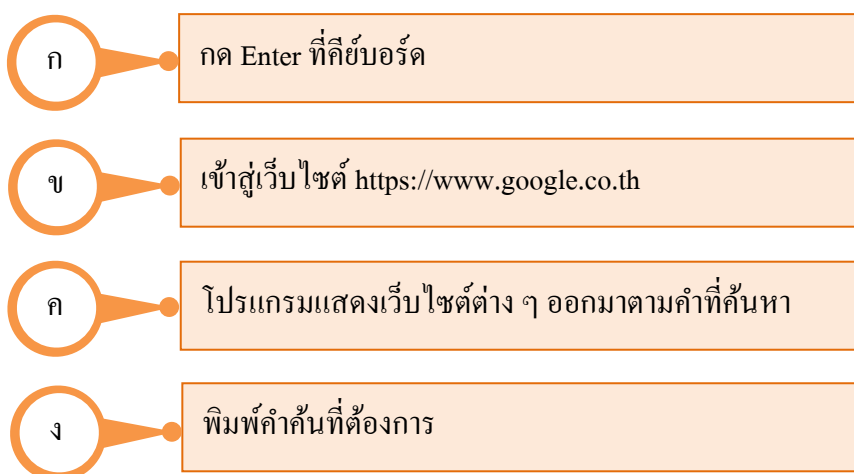 ก
กด Enter ที่คีย์บอร์ด
ข
เข้าสู่เว็บไซต์ https://www.google.co.th
ค
โปรแกรมแสดงเว็บไซต์ต่าง ๆ ออกมาตามคำที่ค้นหา
ง
พิมพ์คำค้นที่ต้องการ